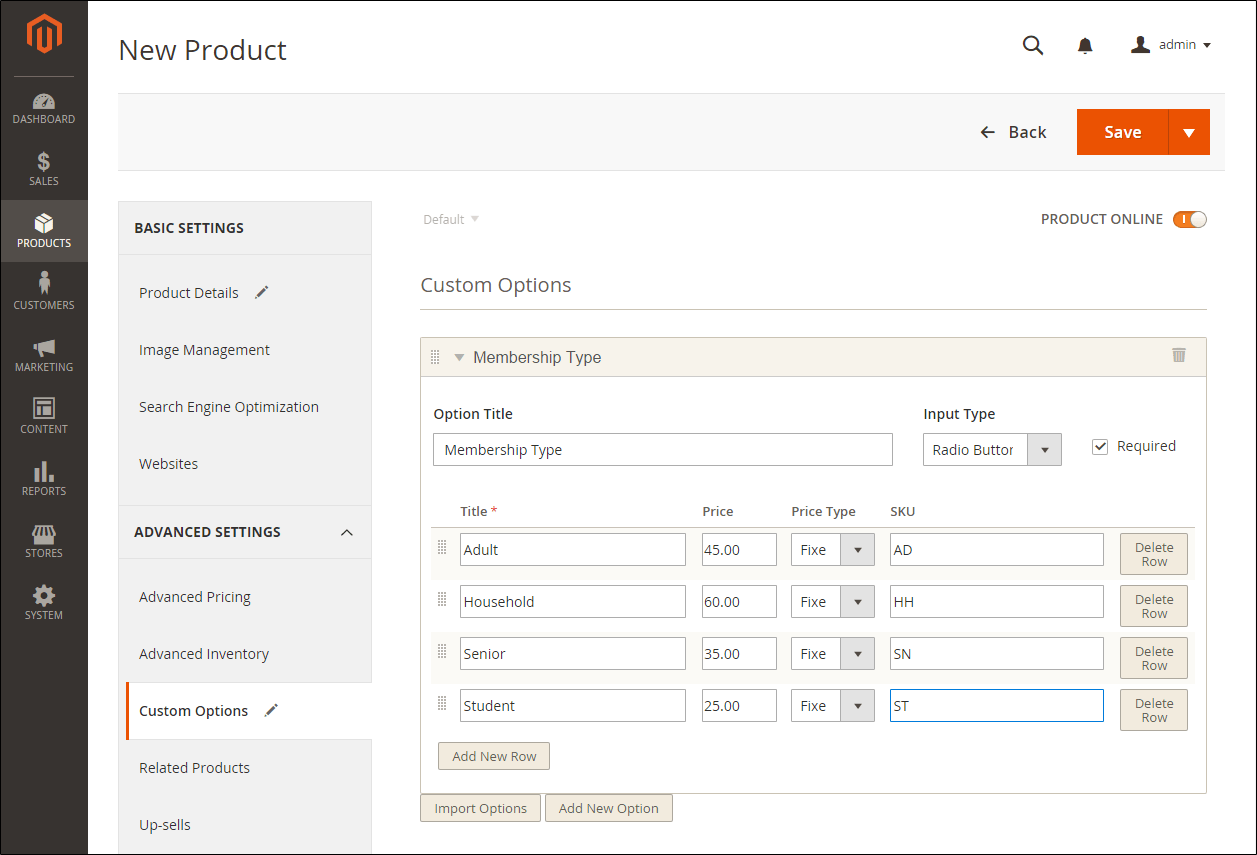 New Product
admin
DASHBOARD
SALES
PRODUCTS
CUSTOMERS
MARKETING
CONTENT
REPORTS
STORES
SYSTEM
Back
Save
BASIC SETTINGS
Product Details
Image Management
Search Engine Optimization
Websites
ADVANCED SETTINGS
Advanced Pricing
Advanced Inventory
Custom Options
Related Products
Up-sells
Default
PRODUCT ONLINE
Custom Options
Membership Type
Option Title
Input Type
Membership Type
Radio Buttor
Required
Title * Price Price Type SKU
Adult 45.00 Fixe AD Delete
Row
Household 60.00 Fixe HH Delete
Row
Senior 35.00 Fixe SN Delete
Row
Student 25.00 Fixe ST Delete
Row
Add New Row
Import Options Add New Option